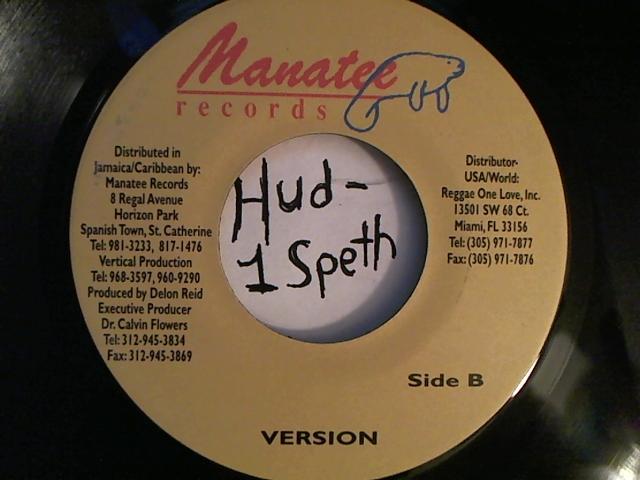 Manatee
records
Distributed in
Jamaica/Caribbean by:
Manatee Records
8 Regal Avenue
Horizon Park
Spanish Town, St. Catherine
Tel: 981-3233, 817-1476
Vertical Production
Tel: 968-3597, 960-9290
Produced by Delon Reid
Executive Producer
Dr. Calvin Flowers
Tel: 312-945-3834
Fax: 312-945-3869
Hud-
1 Speth
Distributor-
USA/World:
Reggae One Love, Inc.
13501 SW 68 Ct.
Miami, FL 33156
Tel: (305) 971-7877
Fax: (305) 971-7876
Side B
VERSION